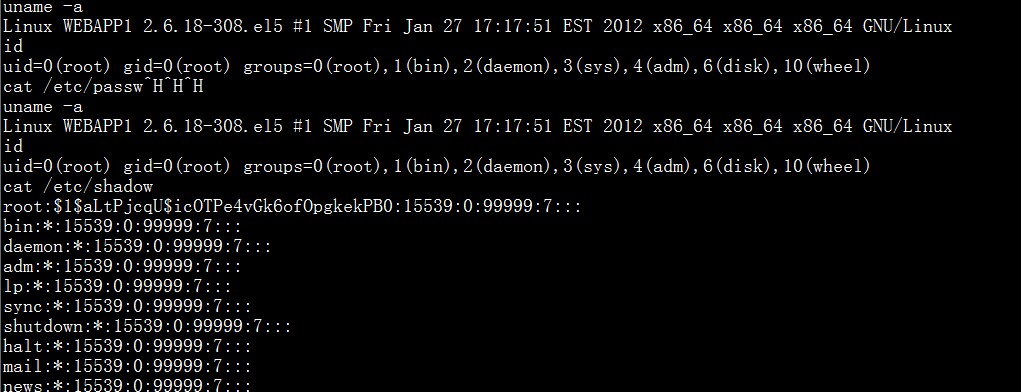 uname -a
Linux WEBAPP1 2.6.18-308.el5 #1 SMP Fri Jan 27 17:17:51 EST 2012 x86_64 x86_64 x86_64 GNU/Linux
id
uid=0(root) gid=0(root) groups=0(root),1(bin),2(daemon),3(sys),4(adm),6(disk),10(wheel)
cat /etc/passw^H^H^H
uname -a
Linux WEBAPP1 2.6.18-308.el5 #1 SMP Fri Jan 27 17:17:51 EST 2012 x86_64 x86_64 x86_64 GNU/Linux
id
uid=0(root) gid=0(root) groups=0(root),1(bin),2(daemon),3(sys),4(adm),6(disk),10(wheel)
cat /etc/shadow
root:$1$aLtPjcqU$icOTPe4vGk6ofOpgkekPB0:15539:0:99999:7:::
bin:*:15539:0:99999:7:::
daemon:*:15539:0:99999:7:::
adm:*:15539:0:99999:7:::
lp:*:15539:0:99999:7:::
sync:*:15539:0:99999:7:::
shutdown:*:15539:0:99999:7:::
halt:*:15539:0:99999:7:::
mail:*:15539:0:99999:7:::
news:*:15539:0:99999:7:::